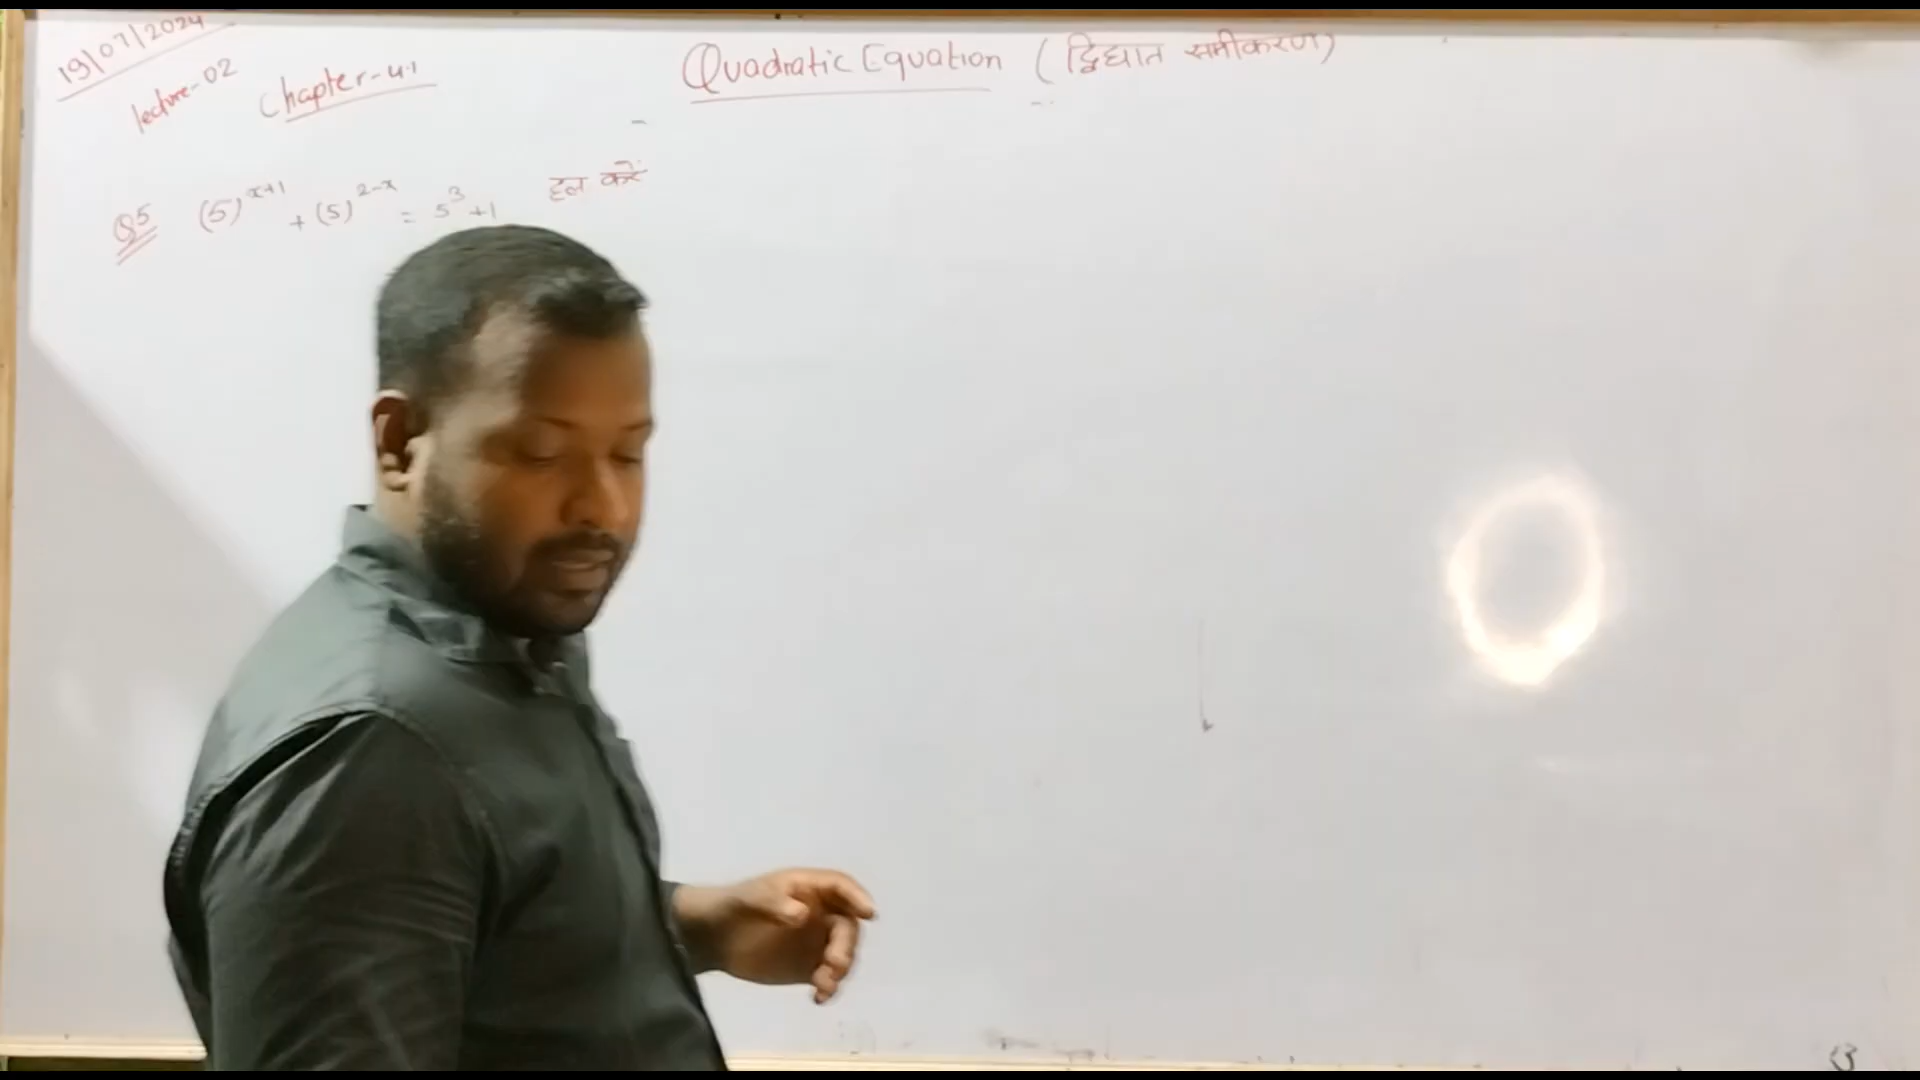 19/07/2024
Lecture-02
Chapter-4.1
Quadratic Equation (द्विघात समीकरण)
Q5 (5)^x+1 + (5)^2-x = 5^3+1 हल करें